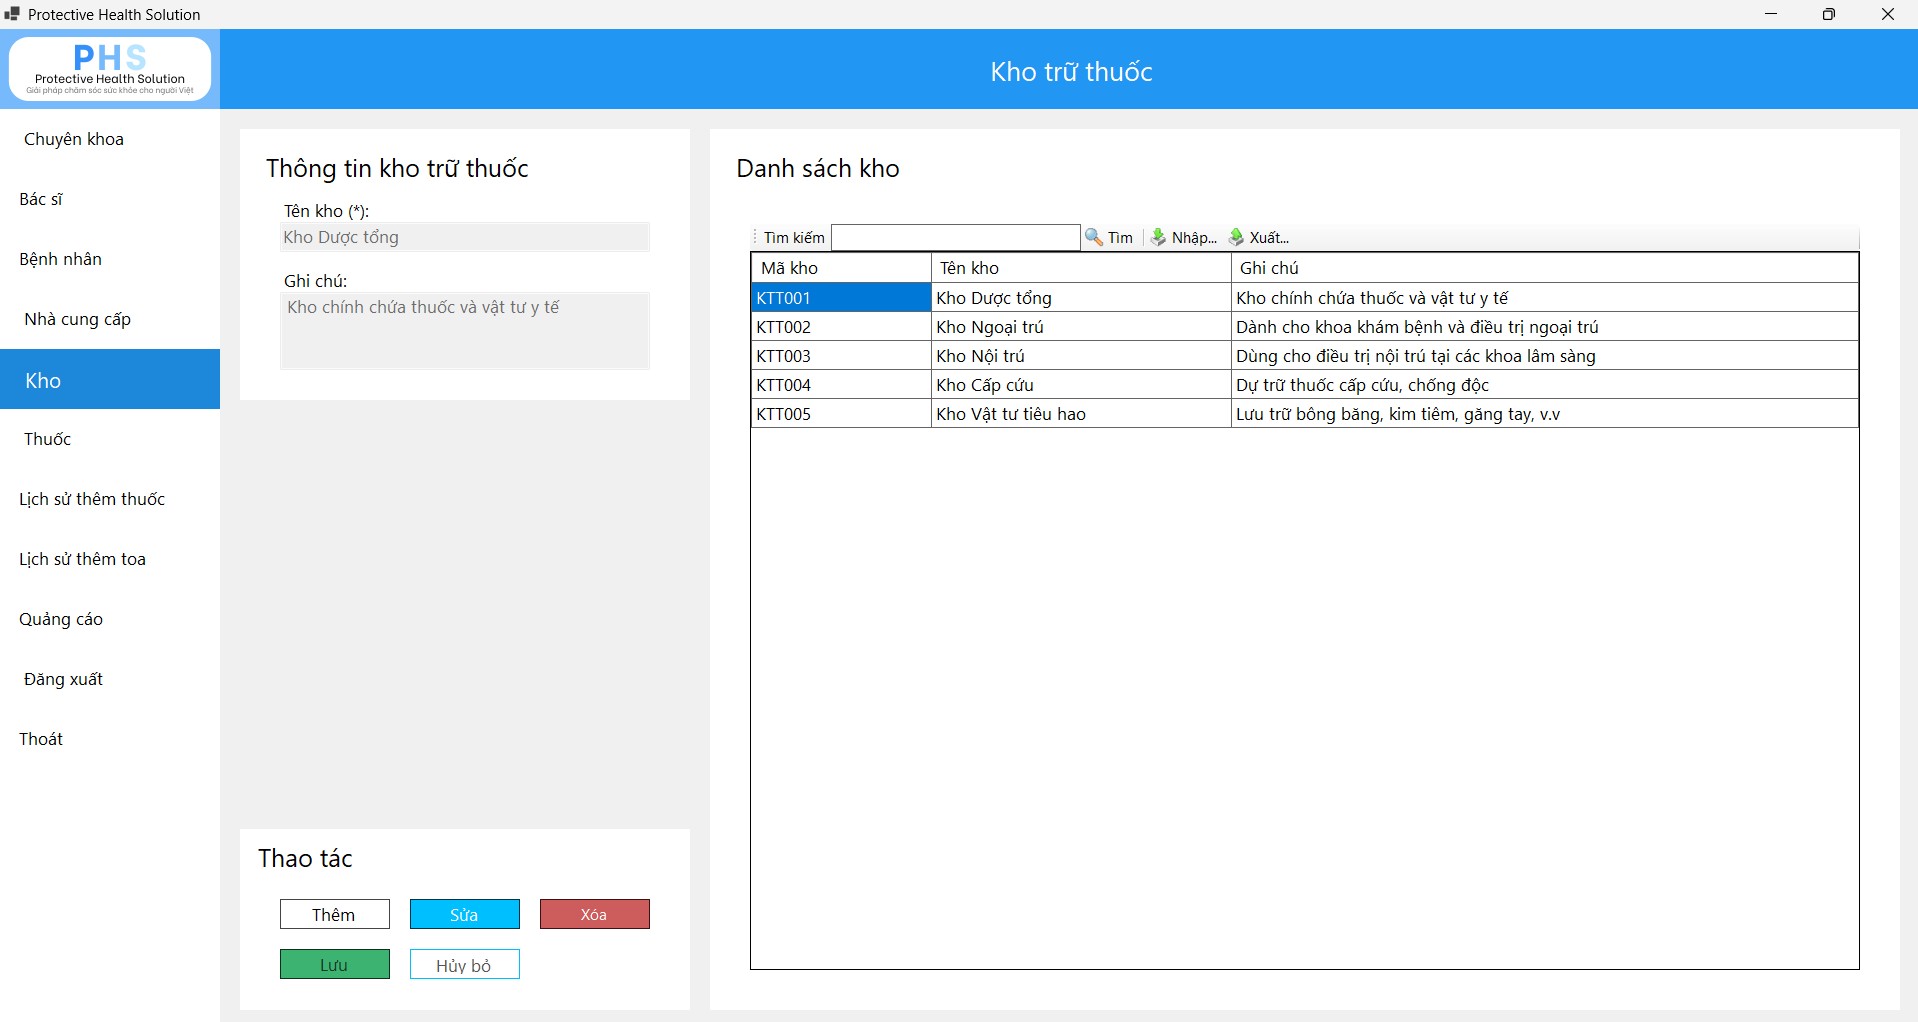 Protective Health Solution
PHS
Protective Health Solution
Giải pháp chăm sóc sức khỏe cho người Việt
Kho trữ thuốc
Chuyên khoa
Bác sĩ
Bệnh nhân
Nhà cung cấp
Kho
Thuốc
Lịch sử thêm thuốc
Lịch sử thêm toa
Quảng cáo
Đăng xuất
Thoát
Thông tin kho trữ thuốc
Tên kho (*):
Kho Dược tổng
Ghi chú:
Kho chính chứa thuốc và vật tư y tế
Thao tác
Thêm Sửa Xóa
Lưu Hủy bỏ
Danh sách kho
Tìm kiếm Tìm Nhập... Xuất...
Mã kho Tên kho Ghi chú
KTT001 Kho Dược tổng Kho chính chứa thuốc và vật tư y tế
KTT002 Kho Ngoại trú Dành cho khoa khám bệnh và điều trị ngoại trú
KTT003 Kho Nội trú Dùng cho điều trị nội trú tại các khoa lâm sàng
KTT004 Kho Cấp cứu Dự trữ thuốc cấp cứu, chống độc
KTT005 Kho Vật tư tiêu hao Lưu trữ bông băng, kim tiêm, găng tay, v.v